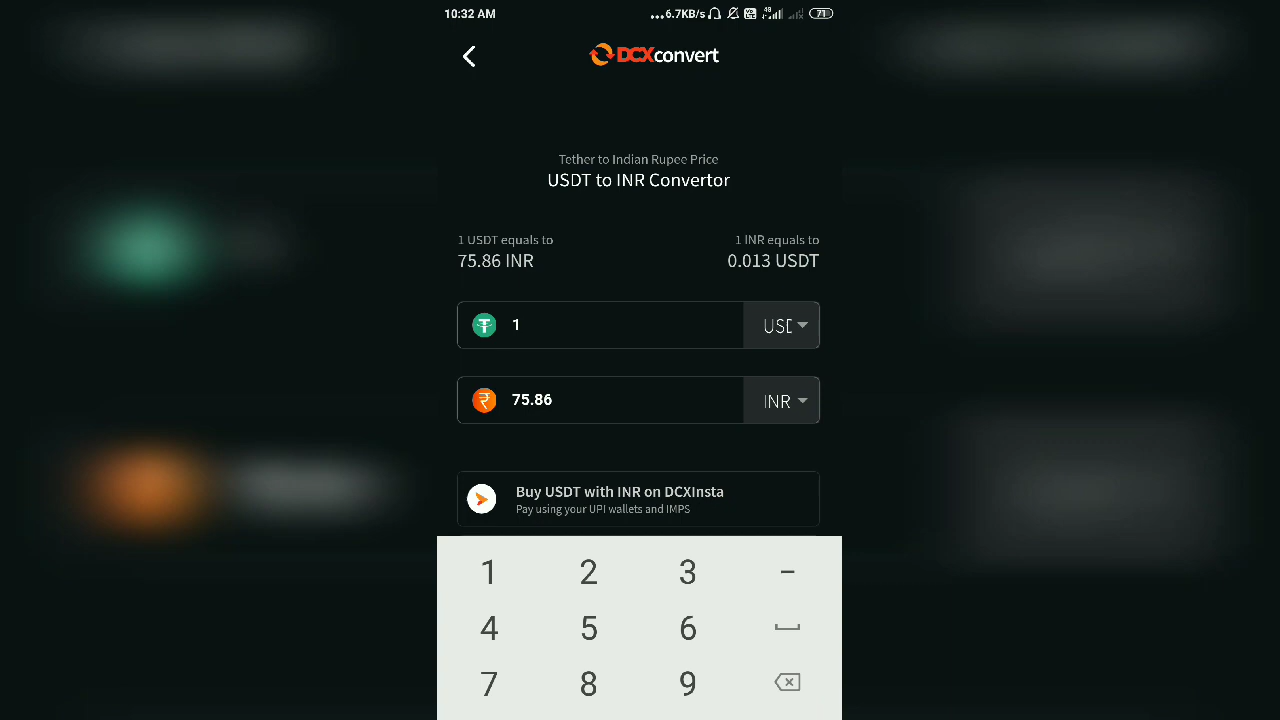 10:32 AM ...6.7KB/s 4G 71
DCXconvert
Tether to Indian Rupee Price
USDT to INR Convertor
1 USDT equals to 1 INR equals to
75.86 INR 0.013 USDT
1 USD
75.86 INR
Buy USDT with INR on DCXInsta
Pay using your UPI wallets and IMPS
1 2 3 -
4 5 6
7 8 9